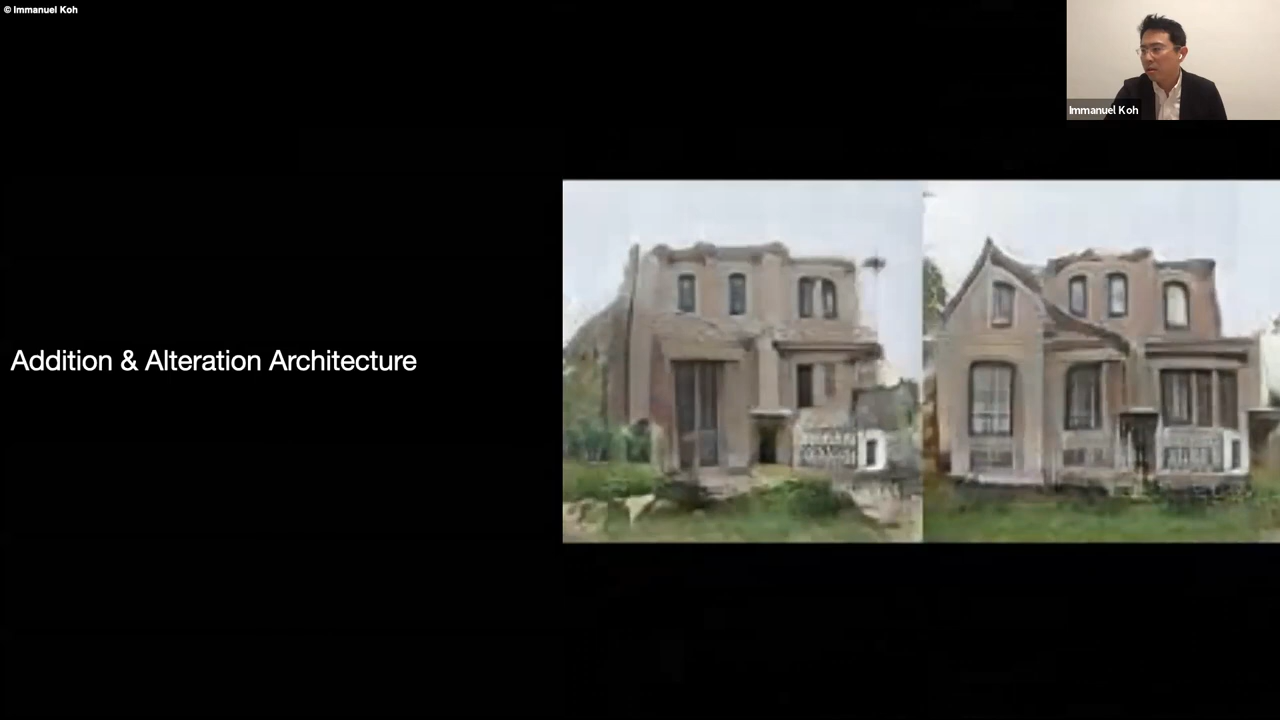 © Immanuel Koh
Immanuel Koh
Addition & Alteration Architecture